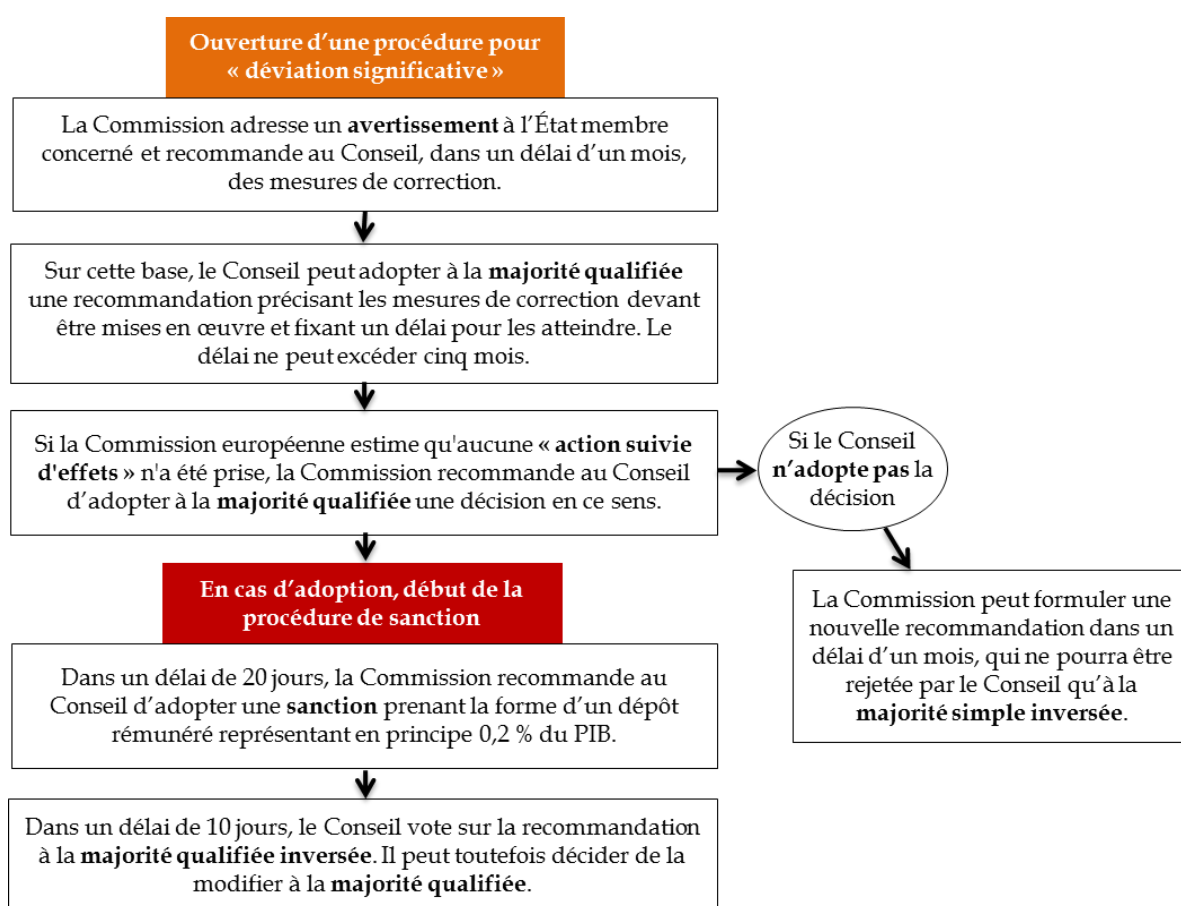 Ouverture d’une procédure pour
« déviation significative »
La Commission adresse un avertissement à l’État membre
concerné et recommande au Conseil, dans un délai d’un mois,
des mesures de correction.
Sur cette base, le Conseil peut adopter à la majorité qualifiée
une recommandation précisant les mesures de correction devant
être mises en œuvre et fixant un délai pour les atteindre. Le
délai ne peut excéder cinq mois.
Si la Commission européenne estime qu'aucune « action suivie
d'effets » n'a été prise, la Commission recommande au Conseil
d’adopter à la majorité qualifiée une décision en ce sens.
Si le Conseil
n’adopte pas la
décision
La Commission peut formuler une
nouvelle recommandation dans un
délai d’un mois, qui ne pourra être
rejetée par le Conseil qu’à la
majorité simple inversée.
En cas d’adoption, début de la
procédure de sanction
Dans un délai de 20 jours, la Commission recommande au
Conseil d’adopter une sanction prenant la forme d’un dépôt
rémunéré représentant en principe 0,2 % du PIB.
Dans un délai de 10 jours, le Conseil vote sur la recommandation
à la majorité qualifiée inversée. Il peut toutefois décider de la
modifier à la majorité qualifiée.